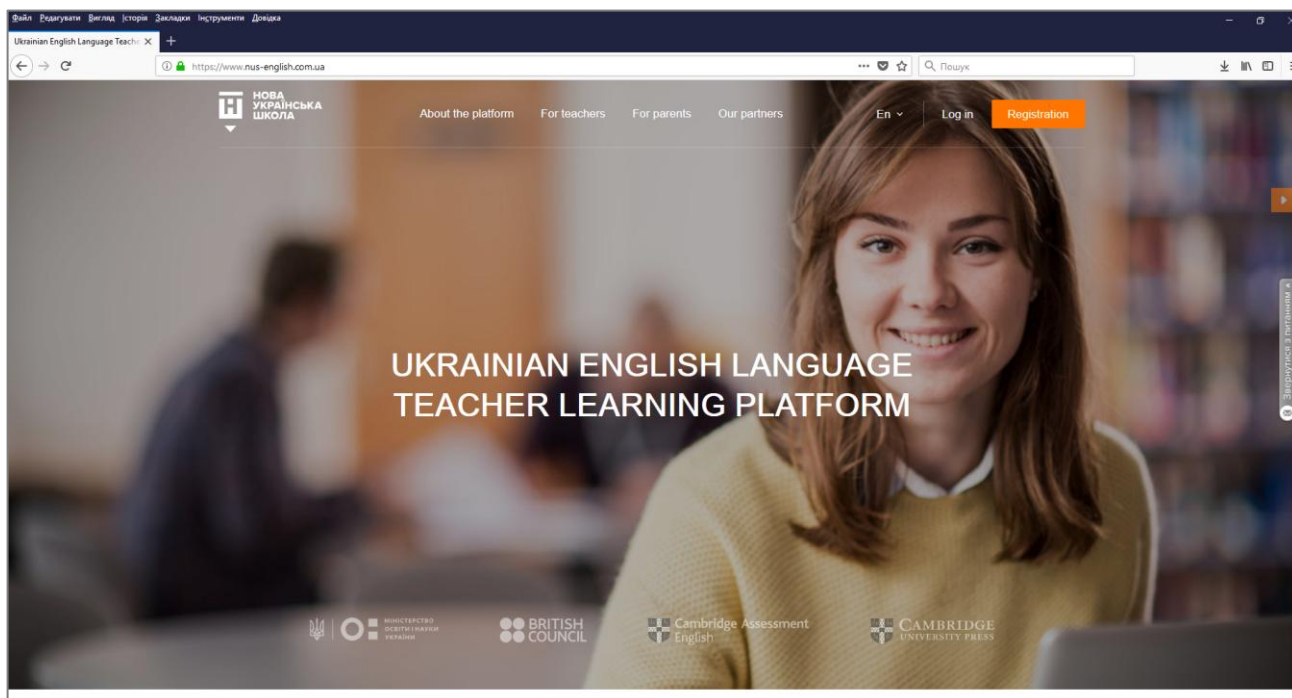 Файл Редагувати Вигляд Історія Закладки Інструменти Довідка
Ukrainian English Language Teache
https://www.nus-english.com.ua
Пошук
НОВА
УКРАЇНСЬКА
ШКОЛА
About the platform For teachers For parents Our partners En Log in Registration
Звернутися з питанням
UKRAINIAN ENGLISH LANGUAGE
TEACHER LEARNING PLATFORM
МІНІСТЕРСТВО
ОСВІТИ І НАУКИ
УКРАЇНИ
BRITISH
COUNCIL
Cambridge Assessment
English
CAMBRIDGE
UNIVERSITY PRESS